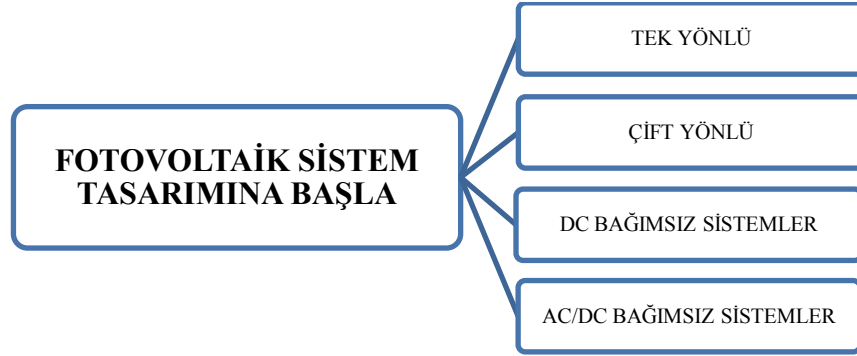 FOTOVOLTAİK SİSTEM
TASARIMINA BAŞLA
TEK YÖNLÜ
ÇİFT YÖNLÜ
DC BAĞIMSIZ SİSTEMLER
AC/DC BAĞIMSIZ SİSTEMLER